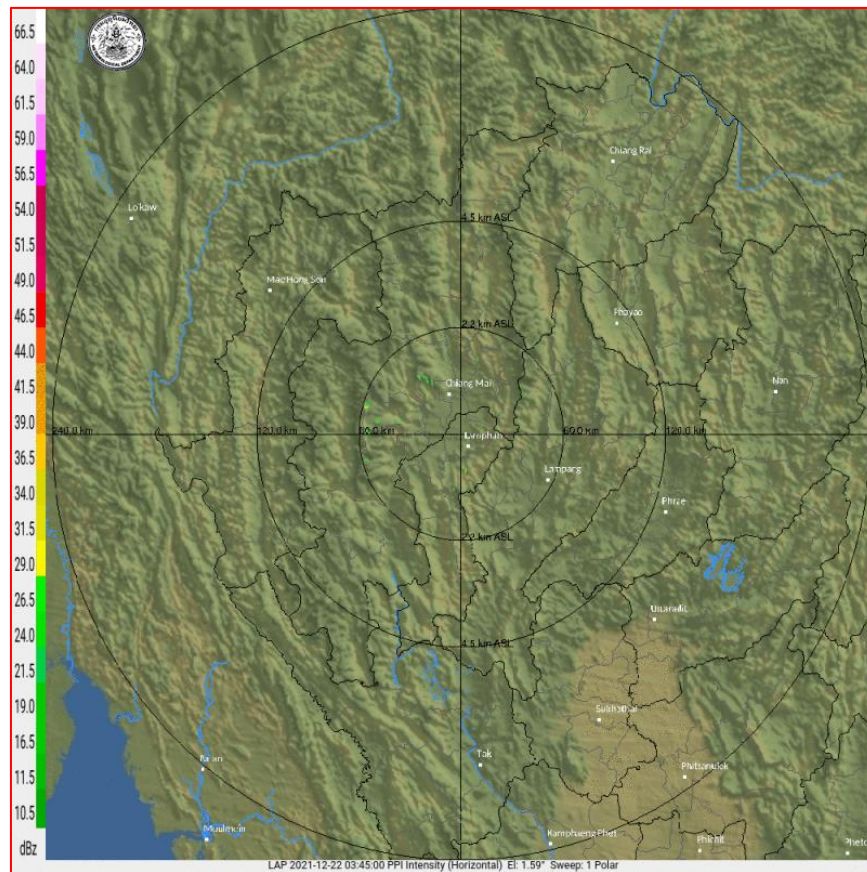 66.5
64.0
61.5
59.0
56.5
54.0
51.5
49.0
46.5
44.0
41.5
39.0
36.5
34.0
31.5
29.0
26.5
24.0
21.5
19.0
16.5
11.5
10.5
dBz
Chiang Rai
Loikaw
4.5 km ASL
Mae Hong Son
Phayao
2.2 km ASL
Chiang Mai
Nan
240.0 km
120.0 km
60.0 km
60.0 km
120.0 km
Lamphun
Lampang
Phrae
2.2 km ASL
Uttaradit
4.5 km ASL
Sukhothai
Tak
Phitsanulok
Moulmein
Kamphaeng Phet
Phichit
LAP 2021-12-22 03:45:00 PPI Intensity (Horizontal) El: 1.59° Sweep: 1 Polar